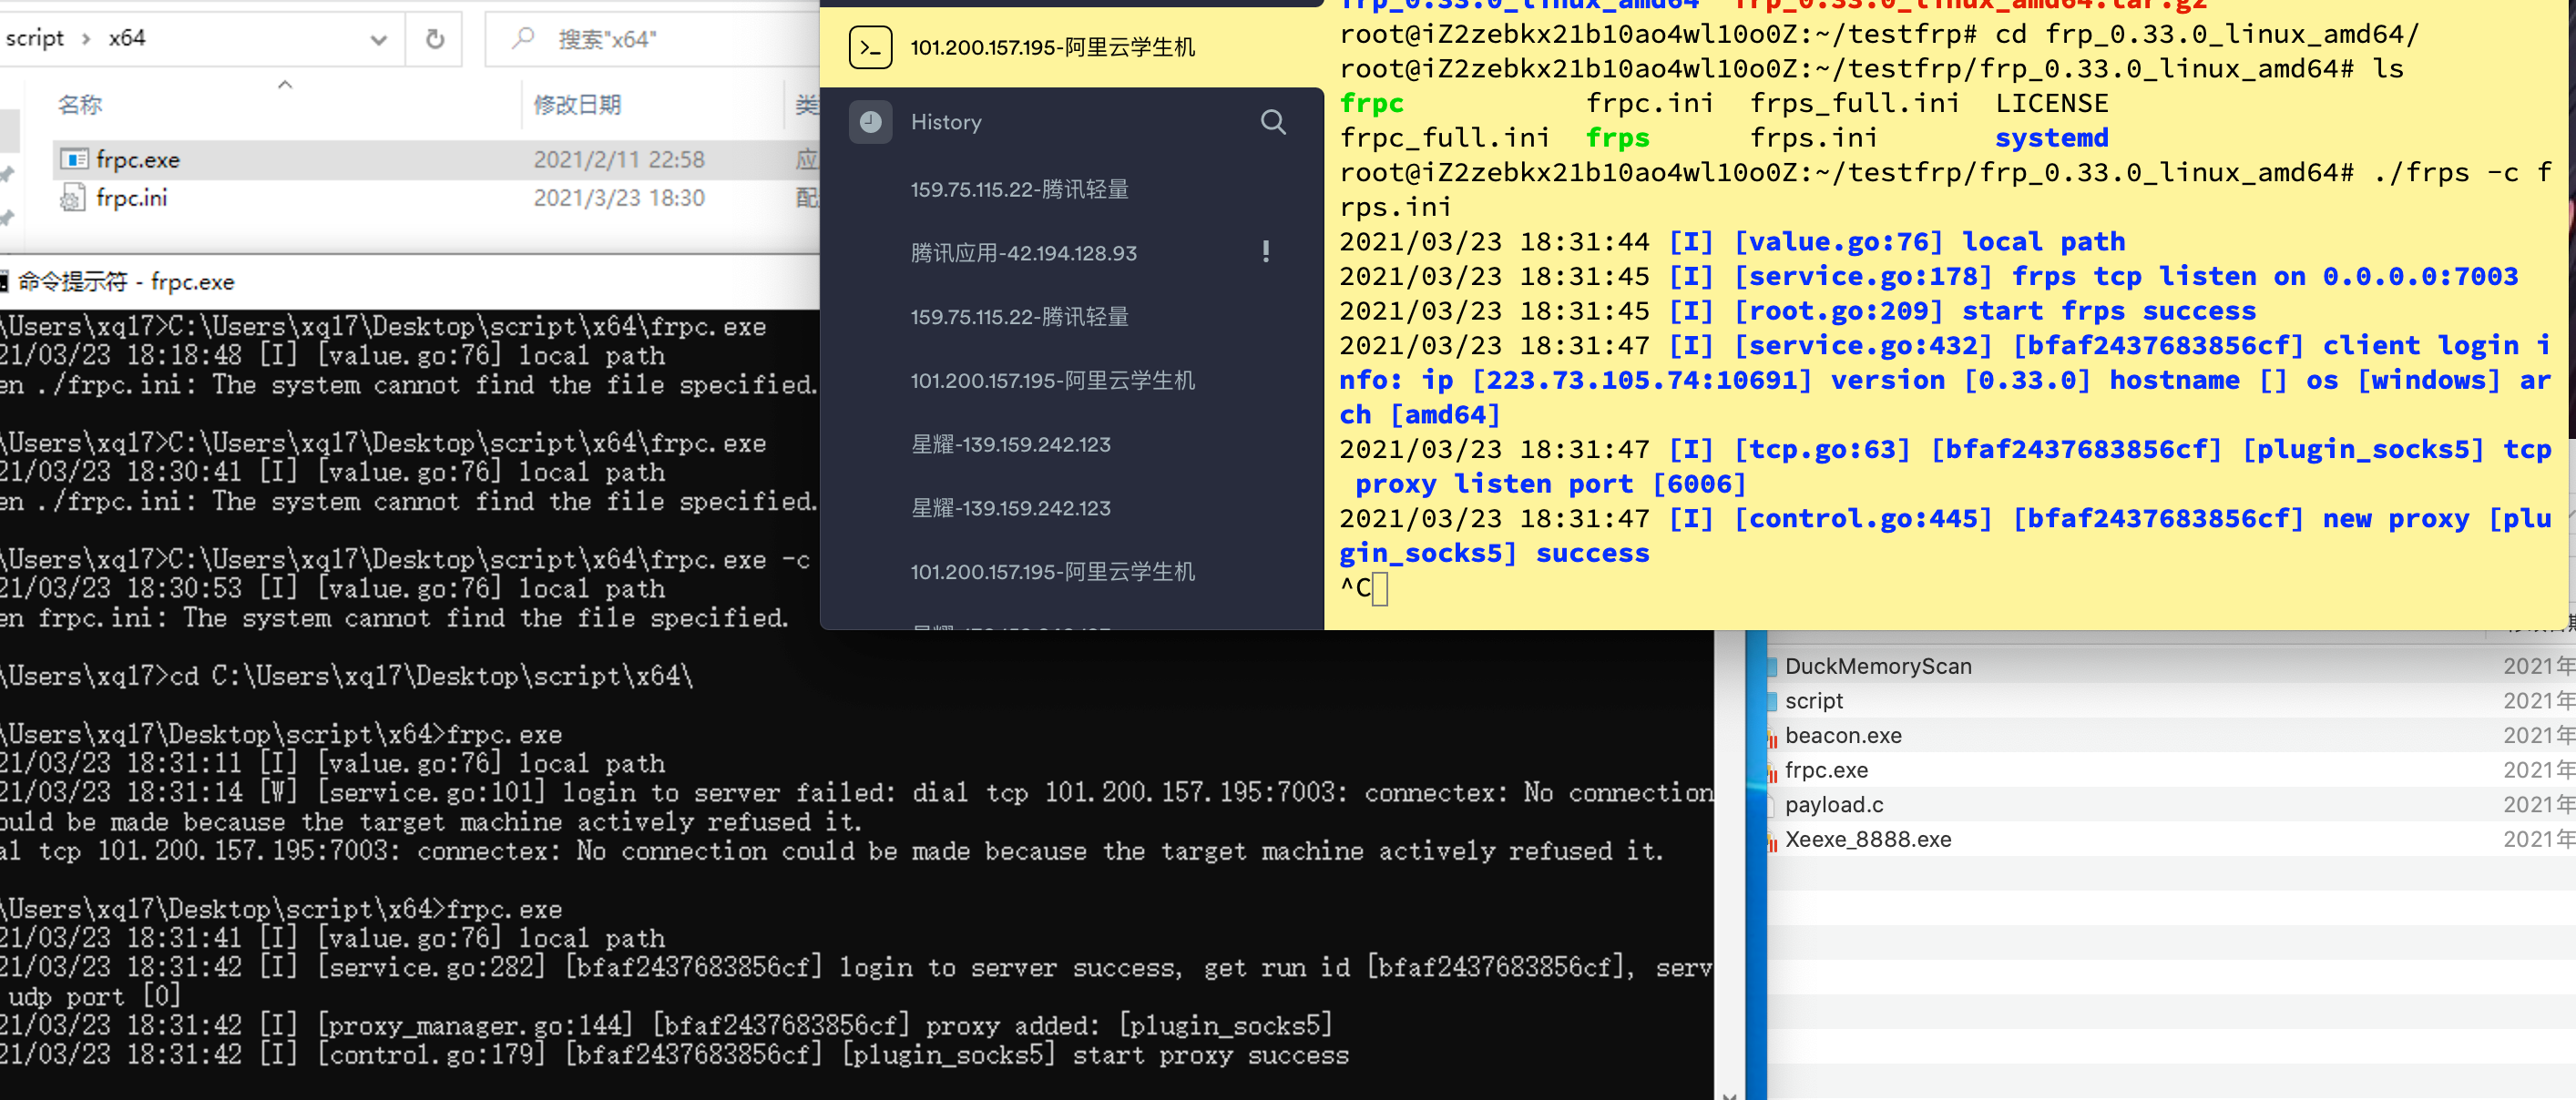 script › x64
搜索"x64"
名称
修改日期
frpc.exe
2021/2/11 22:58
应
frpc.ini
2021/3/23 18:30
配
命令提示符 - frpc.exe
\Users\xq17>C:\Users\xq17\Desktop\script\x64\frpc.exe
21/03/23 18:18:48 [I] [value.go:76] local path
en ./frpc.ini: The system cannot find the file specified.
\Users\xq17>C:\Users\xq17\Desktop\script\x64\frpc.exe
21/03/23 18:30:41 [I] [value.go:76] local path
en ./frpc.ini: The system cannot find the file specified.
\Users\xq17>C:\Users\xq17\Desktop\script\x64\frpc.exe -c
21/03/23 18:30:53 [I] [value.go:76] local path
en frpc.ini: The system cannot find the file specified.
\Users\xq17>cd C:\Users\xq17\Desktop\script\x64\
\Users\xq17\Desktop\script\x64>frpc.exe
21/03/23 18:31:11 [I] [value.go:76] local path
21/03/23 18:31:14 [W] [service.go:101] login to server failed: dial tcp 101.200.157.195:7003: connectex: No connection
ould be made because the target machine actively refused it.
al tcp 101.200.157.195:7003: connectex: No connection could be made because the target machine actively refused it.
\Users\xq17\Desktop\script\x64>frpc.exe
21/03/23 18:31:41 [I] [value.go:76] local path
21/03/23 18:31:42 [I] [service.go:282] [bfaf2437683856cf] login to server success, get run id [bfaf2437683856cf], serv
udp port [0]
21/03/23 18:31:42 [I] [proxy_manager.go:144] [bfaf2437683856cf] proxy added: [plugin_socks5]
21/03/23 18:31:42 [I] [control.go:179] [bfaf2437683856cf] [plugin_socks5] start proxy success
101.200.157.195-阿里云学生机
History
159.75.115.22-腾讯轻量
腾讯应用-42.194.128.93
159.75.115.22-腾讯轻量
101.200.157.195-阿里云学生机
星耀-139.159.242.123
星耀-139.159.242.123
101.200.157.195-阿里云学生机
frp_0.33.0_linux_amd64 frp_0.33.0_linux_amd64.tar.gz
root@iZ2zebkx21b10ao4wl10o0Z:~/testfrp# cd frp_0.33.0_linux_amd64/
root@iZ2zebkx21b10ao4wl10o0Z:~/testfrp/frp_0.33.0_linux_amd64# ls
frpc frpc.ini frps_full.ini LICENSE
frpc_full.ini frps frps.ini systemd
root@iZ2zebkx21b10ao4wl10o0Z:~/testfrp/frp_0.33.0_linux_amd64# ./frps -c f
rps.ini
2021/03/23 18:31:44 [I] [value.go:76] local path
2021/03/23 18:31:45 [I] [service.go:178] frps tcp listen on 0.0.0.0:7003
2021/03/23 18:31:45 [I] [root.go:209] start frps success
2021/03/23 18:31:47 [I] [service.go:432] [bfaf2437683856cf] client login i
nfo: ip [223.73.105.74:10691] version [0.33.0] hostname [] os [windows] ar
ch [amd64]
2021/03/23 18:31:47 [I] [tcp.go:63] [bfaf2437683856cf] [plugin_socks5] tcp
proxy listen port [6006]
2021/03/23 18:31:47 [I] [control.go:445] [bfaf2437683856cf] new proxy [plu
gin_socks5] success
^C
DuckMemoryScan
2021年
script
2021年
beacon.exe
2021年
frpc.exe
2021年
payload.c
2021年
Xeexe_8888.exe
2021年